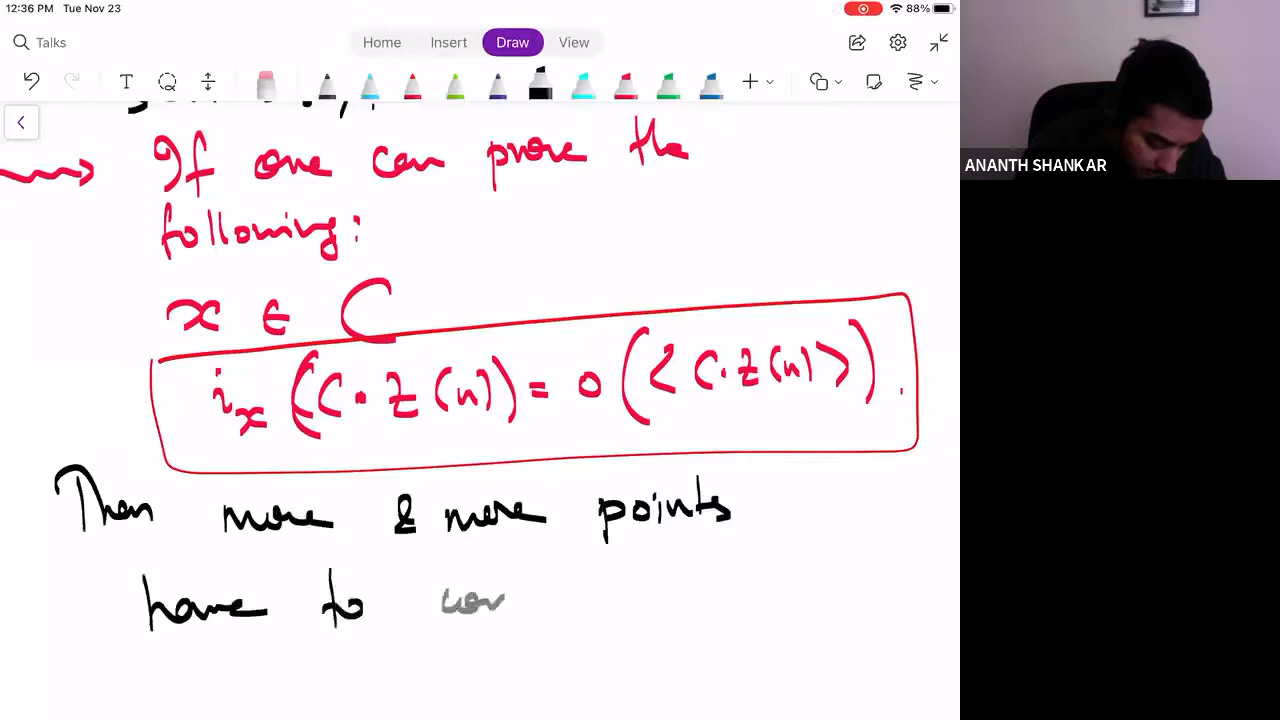 12:36 PM Tue Nov 23
88%
Talks
Home Insert Draw View
ANANTH SHANKAR
If one can prove the
following:
x ∈ C
i_x (C · Z(n)) = o (<C · Z(n)>).
Then more & more points
have to